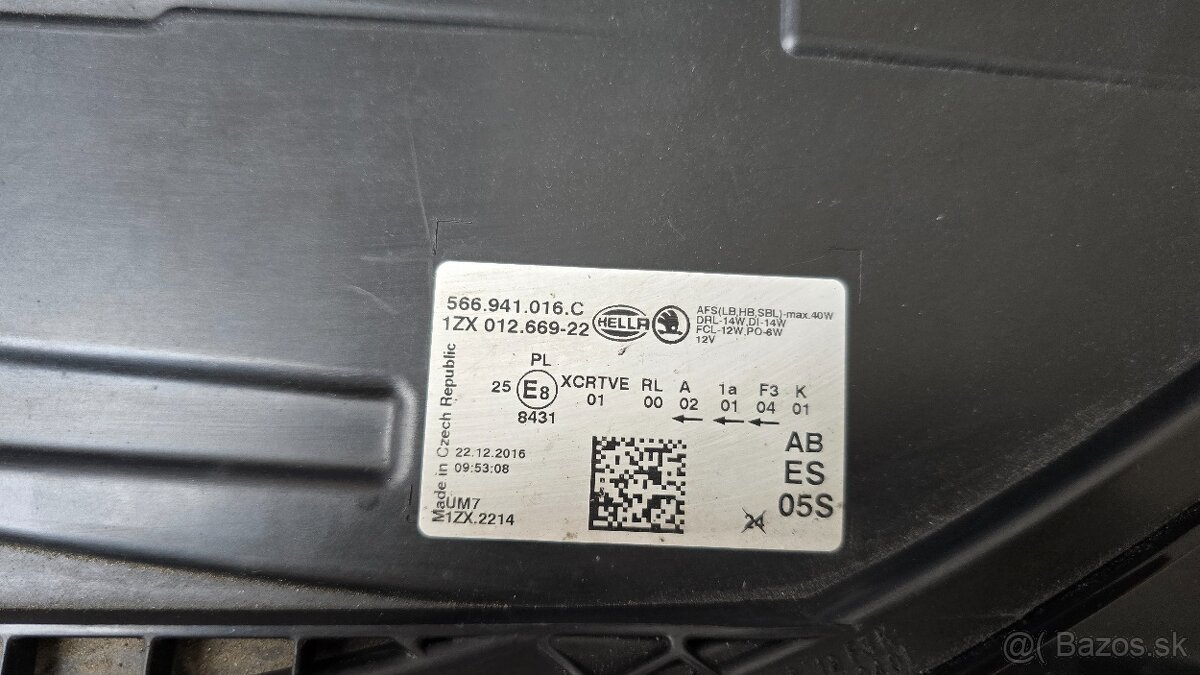 566.941.016.C
1ZX 012.669-22
HELLA
AFS(LB,HB,SBL)-max.40W
DRL-14W,DI-14W
FCL-12W,PO-6W
12V
Made in Czech Republic
PL
25 E8 XCRTVE RL A 1a F3 K
8431 01 00 02 01 04 01
22.12.2016
09:53:08
AB
ES
05S
UM7
1ZX.2214
24
Bazos.sk